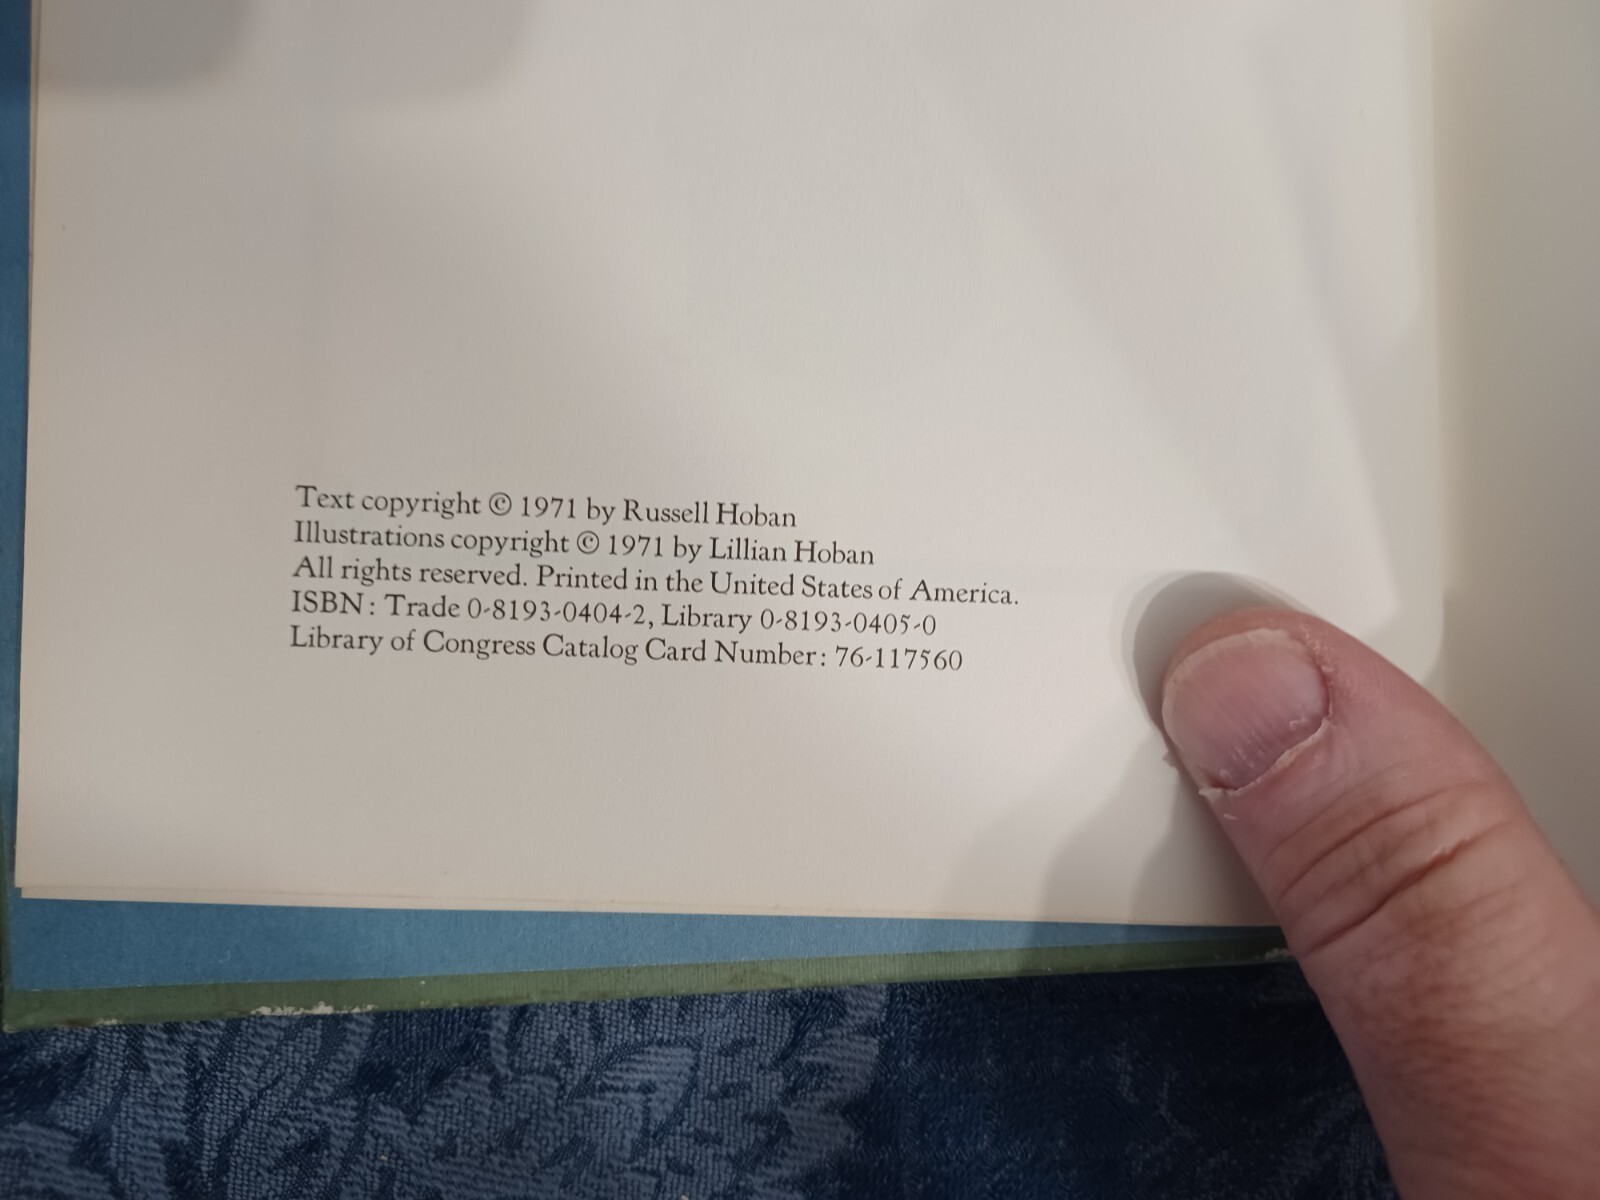 Text copyright © 1971 by Russell Hoban
Illustrations copyright © 1971 by Lillian Hoban
All rights reserved. Printed in the United States of America.
ISBN: Trade 0-8193-0404-2, Library 0-8193-0405-0
Library of Congress Catalog Card Number: 76-117560